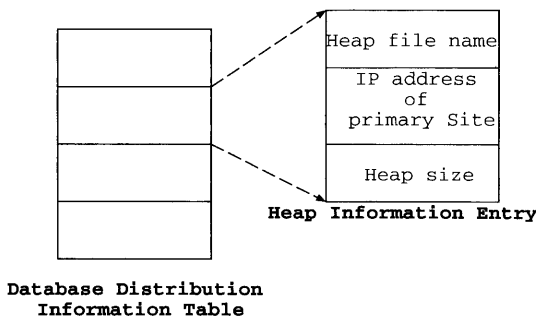 Heap file name
IP address
of
primary Site
Heap size
Heap Information Entry
Database Distribution
Information Table